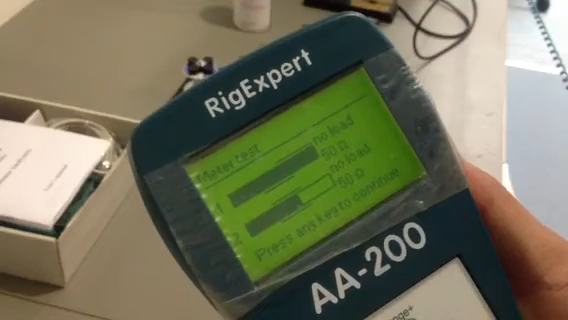 RigExpert
Meter test
no load
1
50 Ω
no load
2
50 Ω
Press any key to continue
AA-200